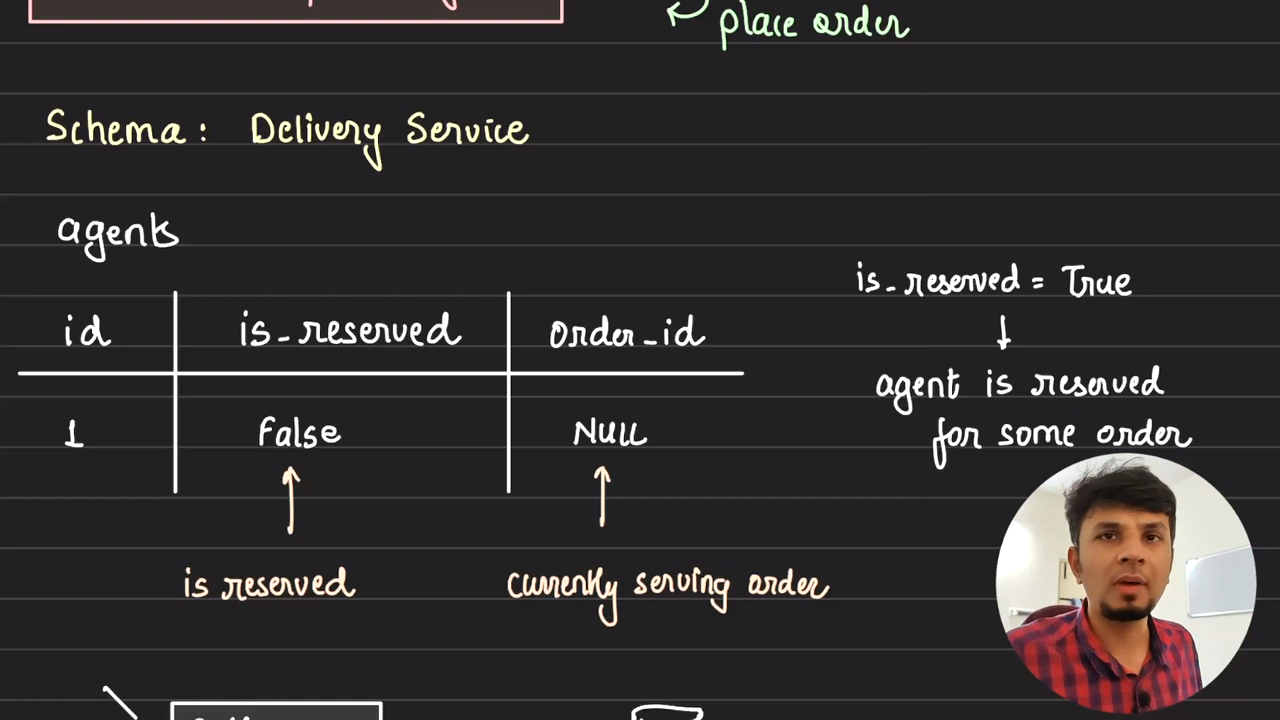 place order
Schema: Delivery Service
agents
id is_reserved order_id
1 False NULL
is reserved currently serving order
is_reserved = True
agent is reserved
for some order